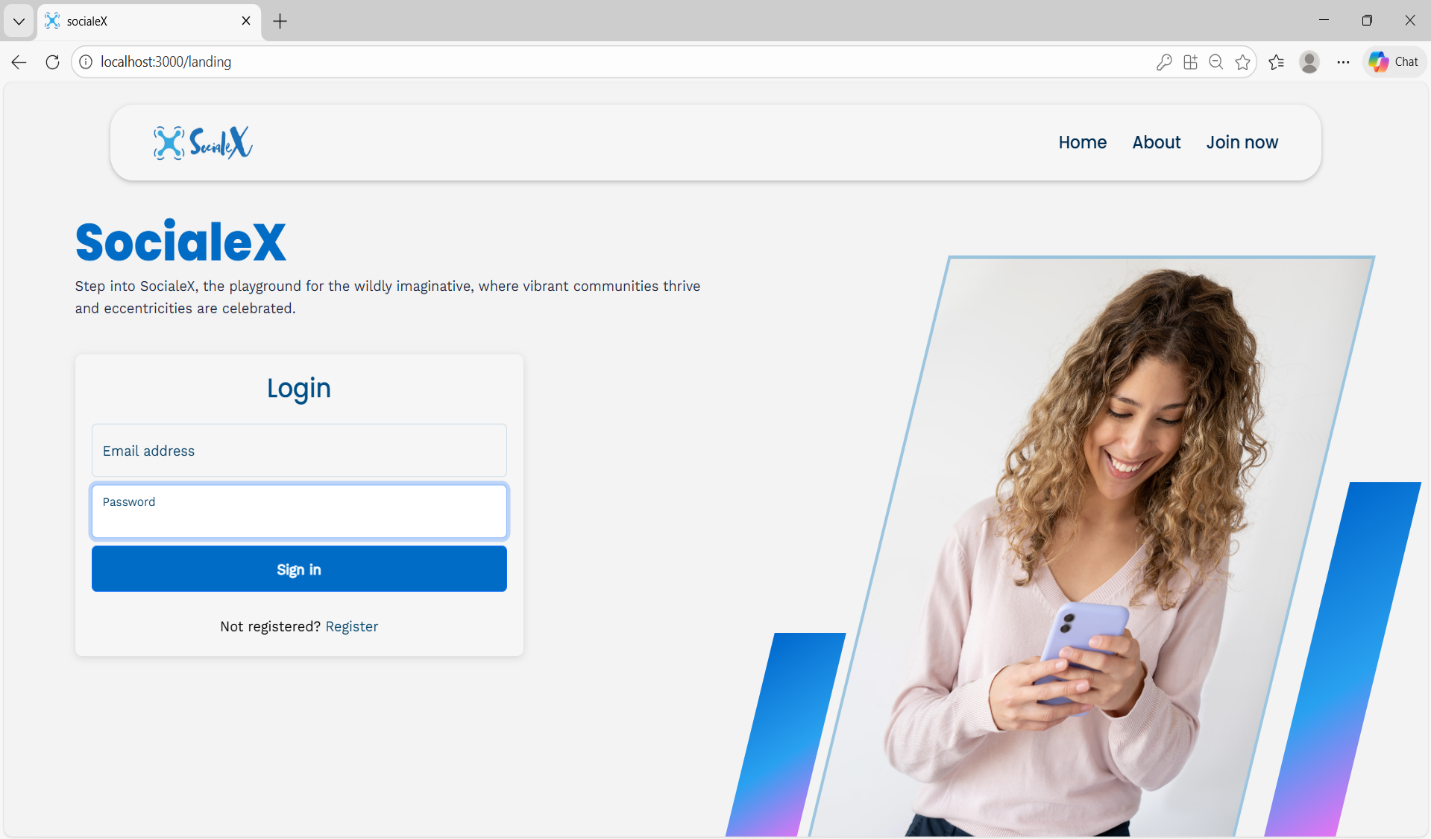 socialeX
localhost:3000/landing
Chat
SocialeX
Home
About
Join now
SocialeX
Step into SocialeX, the playground for the wildly imaginative, where vibrant communities thrive
and eccentricities are celebrated.
Login
Email address
Password
Sign in
Not registered? Register